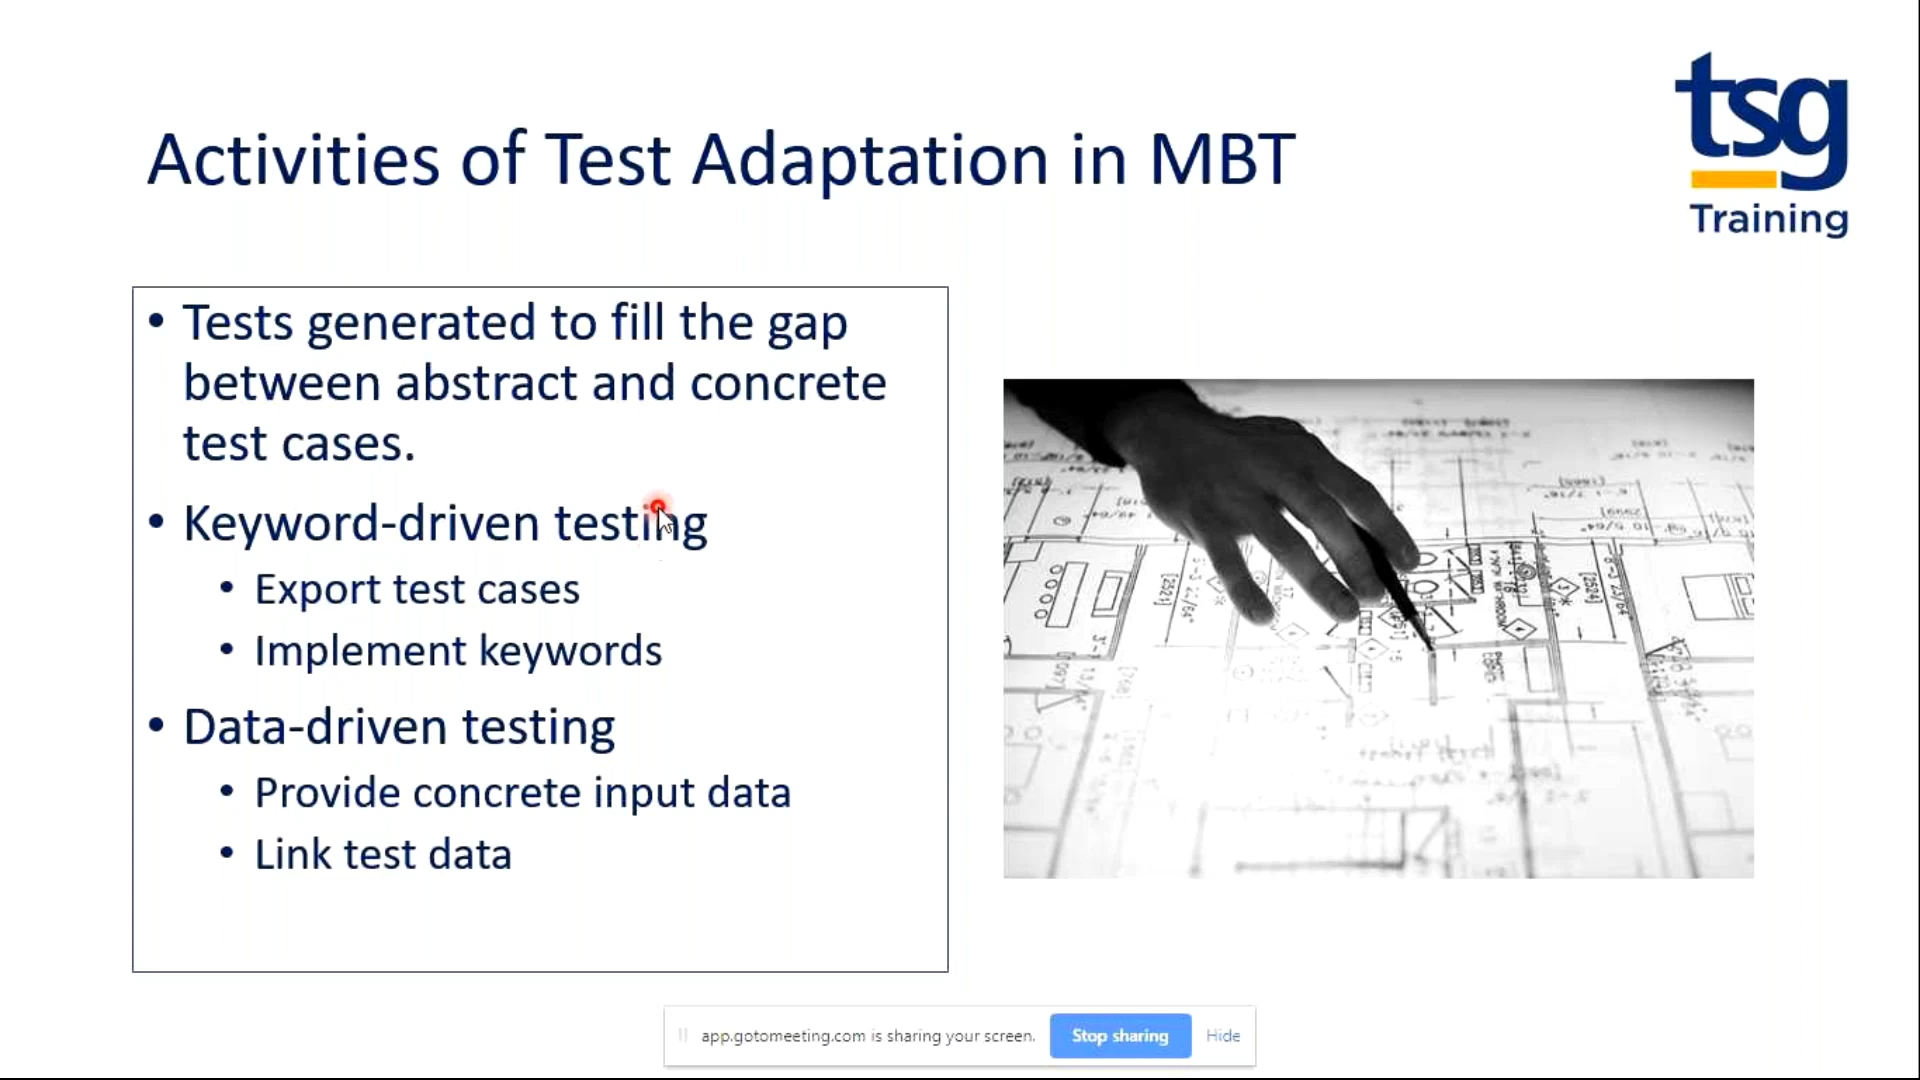 tsg
Training
Activities of Test Adaptation in MBT
• Tests generated to fill the gap
between abstract and concrete
test cases.
• Keyword-driven testing
• Export test cases
• Implement keywords
• Data-driven testing
• Provide concrete input data
• Link test data
app.gotomeeting.com is sharing your screen.
Stop sharing
Hide